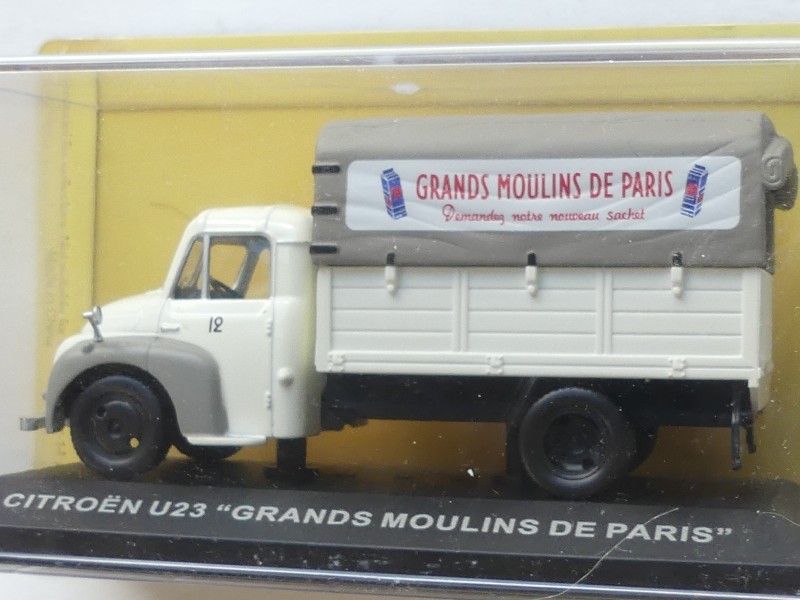 GRANDS MOULINS DE PARIS
Demandez notre nouveau sachet
12
CITROËN U23 “GRANDS MOULINS DE PARIS”